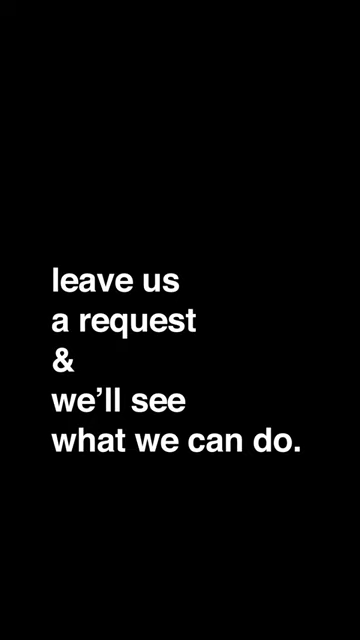 leave us
a request
&
we’ll see
what we can do.